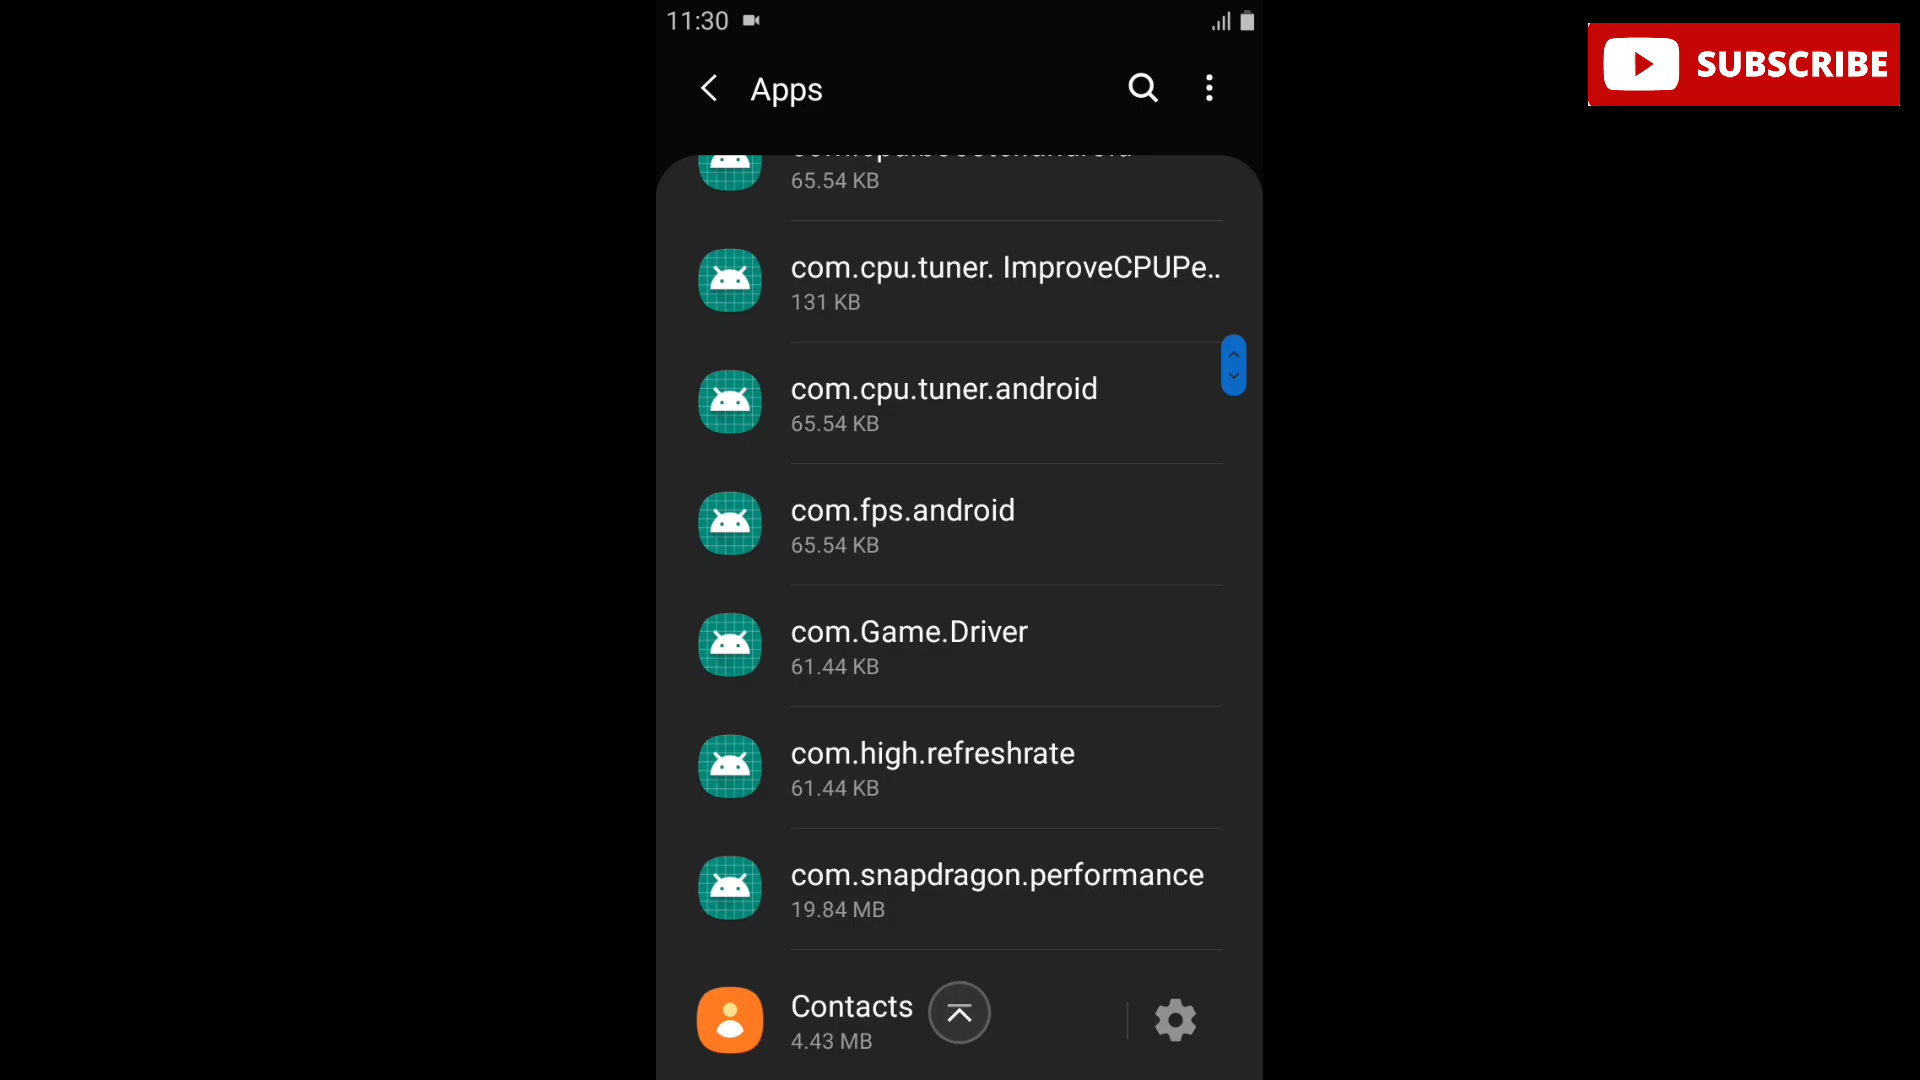 11:30
SUBSCRIBE
Apps
65.54 KB
com.cpu.tuner. ImproveCPUPe..
131 KB
com.cpu.tuner.android
65.54 KB
com.fps.android
65.54 KB
com.Game.Driver
61.44 KB
com.high.refreshrate
61.44 KB
com.snapdragon.performance
19.84 MB
Contacts
4.43 MB